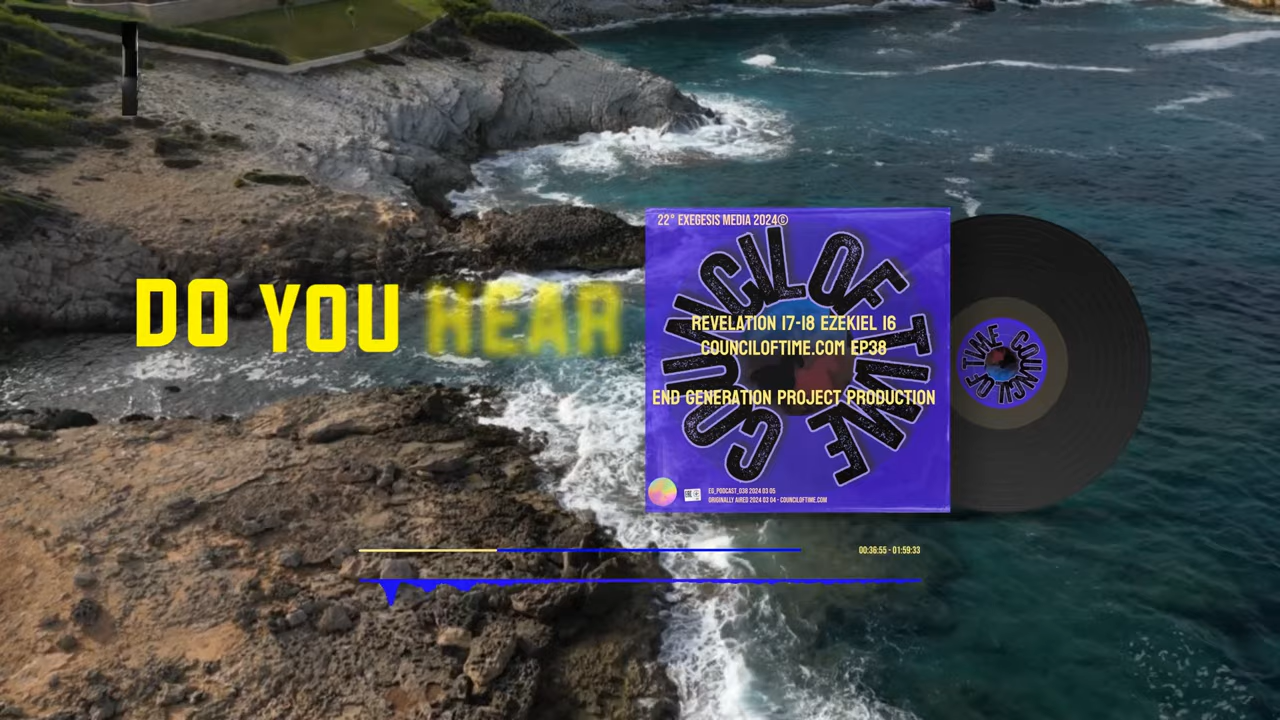 DO YOU HEAR
22° EXEGESIS MEDIA 2024©
COUNCIL OF TIME
REVELATION 17-18 EZEKIEL 16
COUNCILOFTIME.COM EP38
END GENERATION PROJECT PRODUCTION
EG_PODCAST_038 2024 03 05
ORIGINALLY AIRED 2024 03 04 - COUNCILOFTIME.COM
COUNCIL OF TIME
00:36:55 - 01:59:33